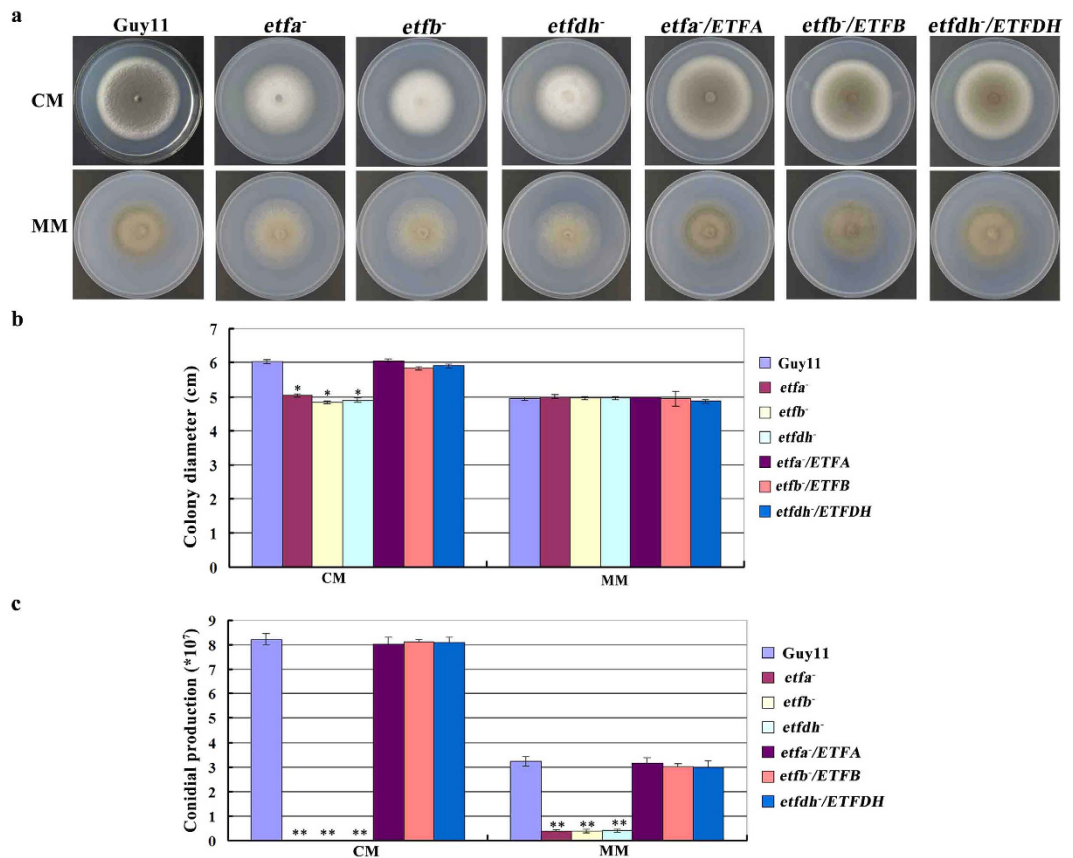 a
Guy11 etfa⁻ etfb⁻ etfdh⁻ etfa⁻/ETFA etfb⁻/ETFB etfdh⁻/ETFDH
CM
MM
b
Colony diameter (cm)
7
6
5
4
3
2
1
0
* * *
CM MM
Guy11
etfa⁻
etfb⁻
etfdh⁻
etfa⁻/ETFA
etfb⁻/ETFB
etfdh⁻/ETFDH
c
Conidial production (*10⁷)
9
8
7
6
5
4
3
2
1
0
** ** ** ** ** **
CM MM
Guy11
etfa⁻
etfb⁻
etfdh⁻
etfa⁻/ETFA
etfb⁻/ETFB
etfdh⁻/ETFDH